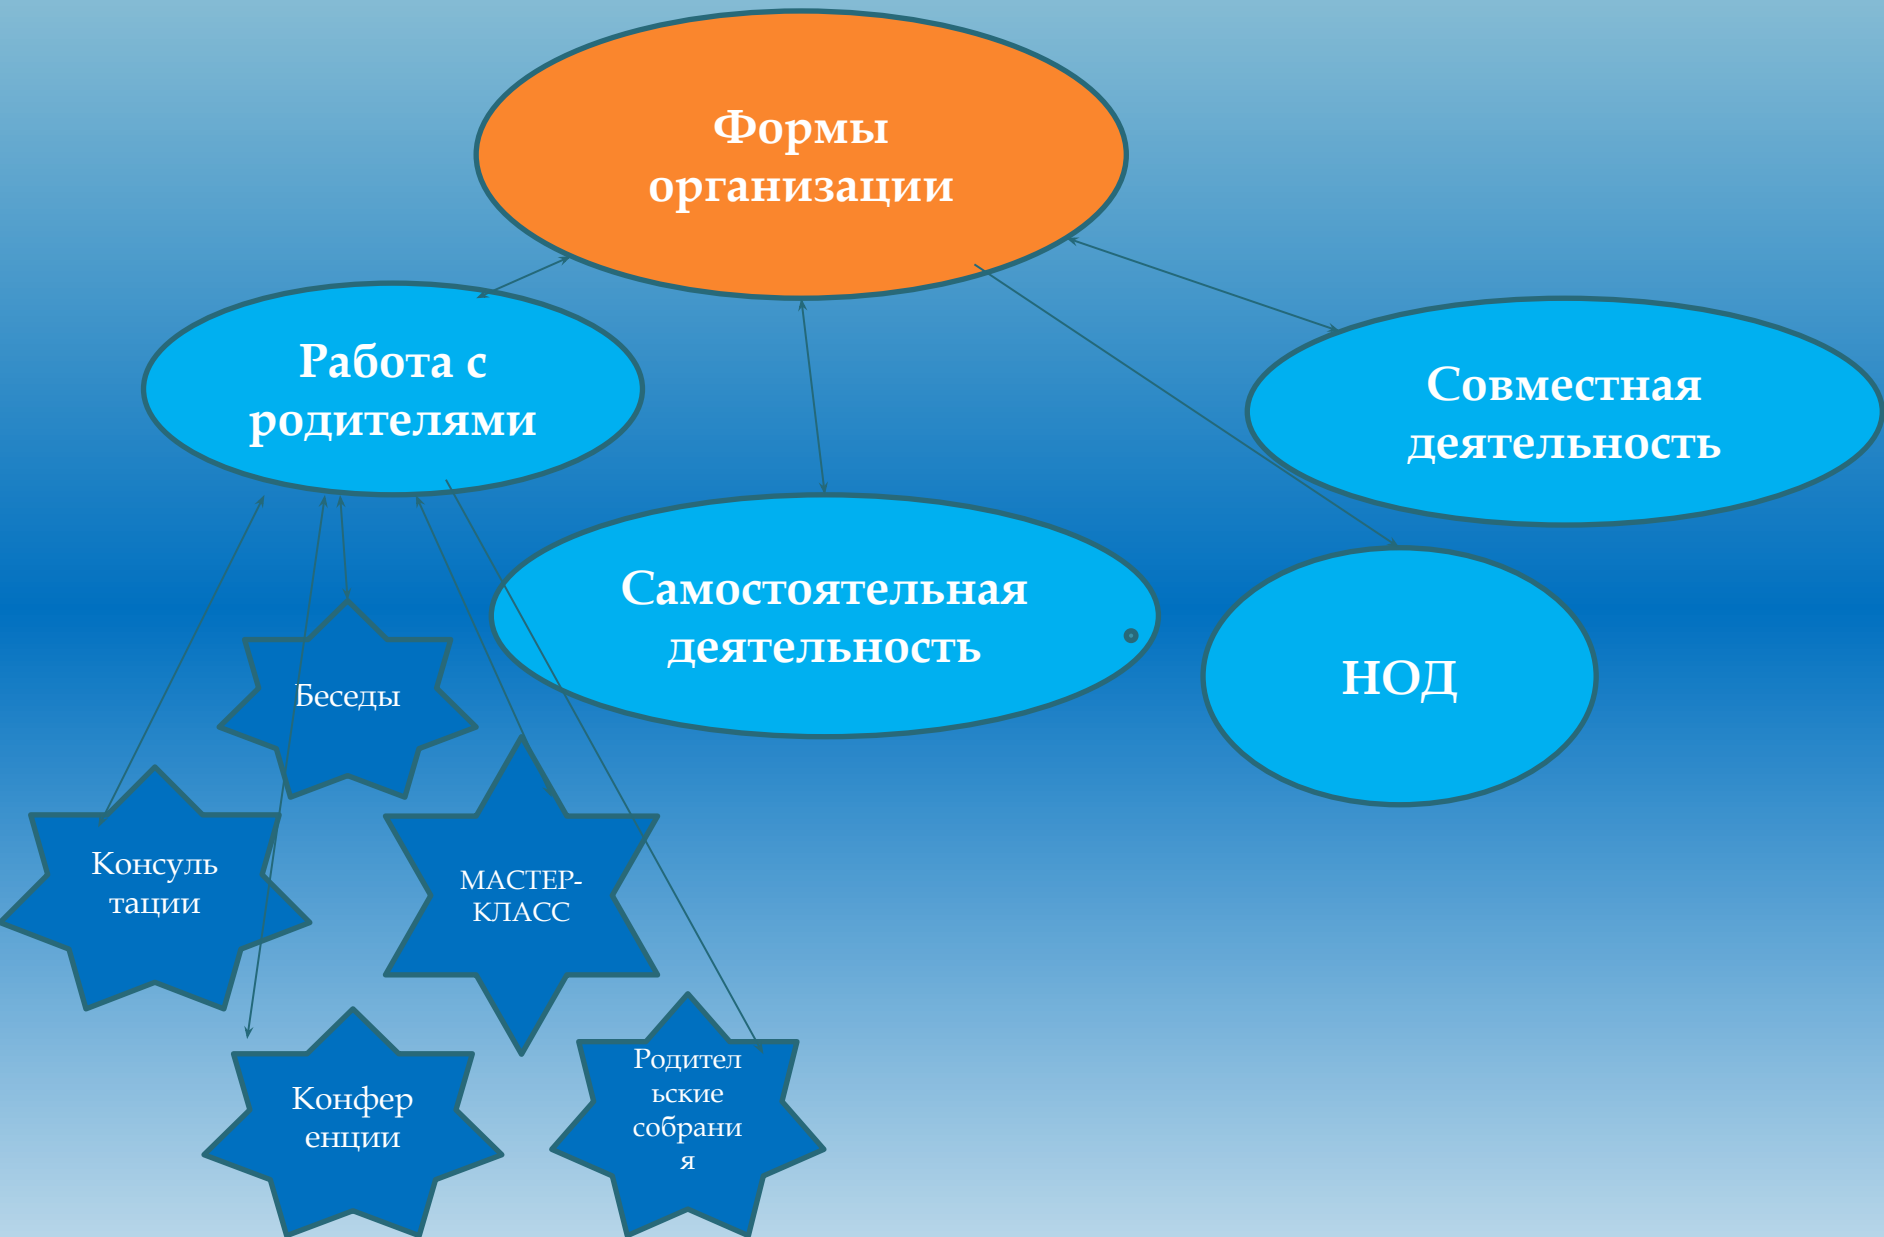 Формы
организации
Работа с
родителями
Совместная
деятельность
Самостоятельная
деятельность
НОД
Беседы
Консуль
тации
МАСТЕР-
КЛАСС
Конфер
енции
Родител
ьские
собрани
я